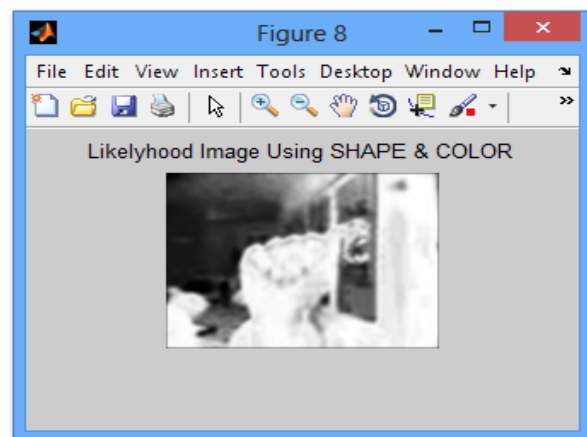 Figure 8
File Edit View Insert Tools Desktop Window Help
Likelyhood Image Using SHAPE & COLOR